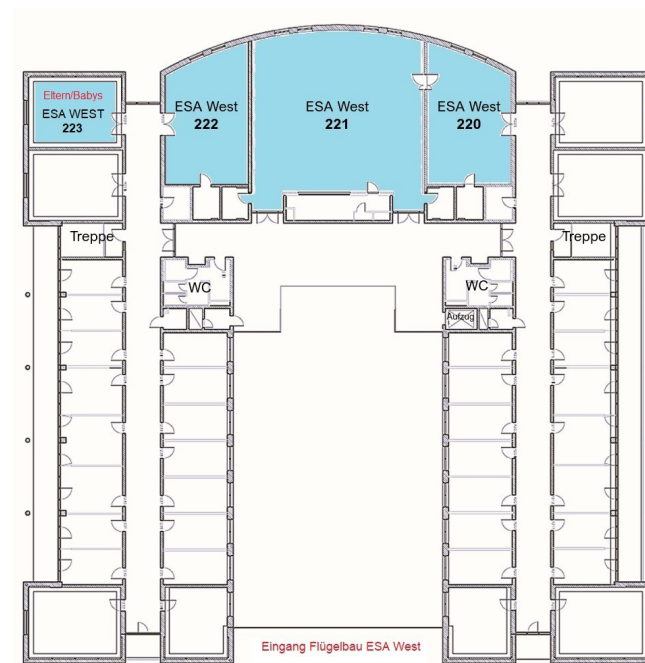 Eltern/Babys
ESA WEST
223
ESA West
222
ESA West
221
ESA West
220
Treppe
Treppe
WC
WC
Aufzug
Eingang Flügelbau ESA West